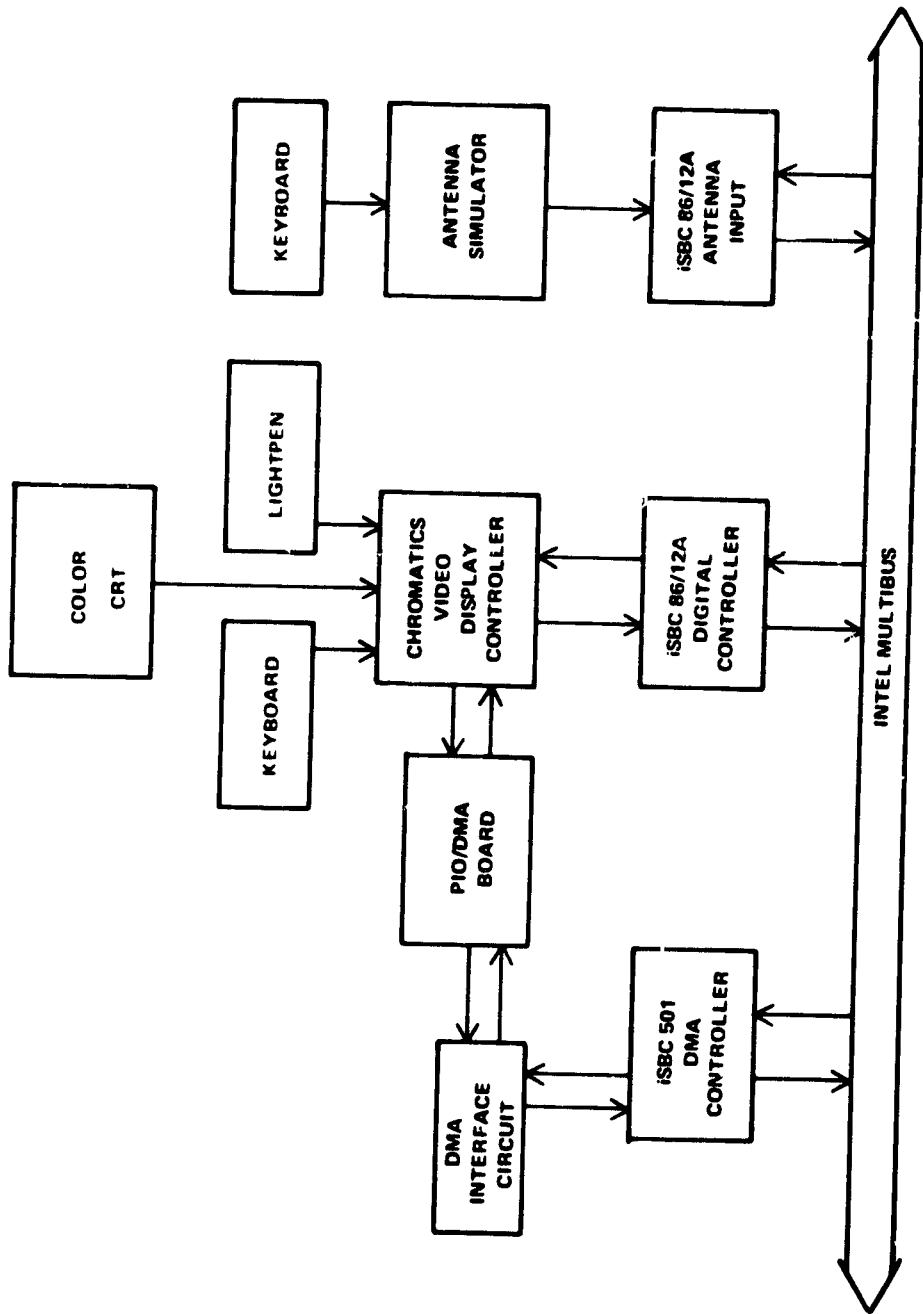 COLOR
CRT
KEYBOARD
LIGHTPEN
KEYBOARD
CHROMATICS
VIDEO
DISPLAY
CONTROLLER
ANTENNA
SIMULATOR
PIO/DMA
BOARD
DMA
INTERFACE
CIRCUIT
iSBC 501
DMA
CONTROLLER
iSBC 86/12A
DIGITAL
CONTROLLER
iSBC 86/12A
ANTENNA
INPUT
INTEL MULTIBUS